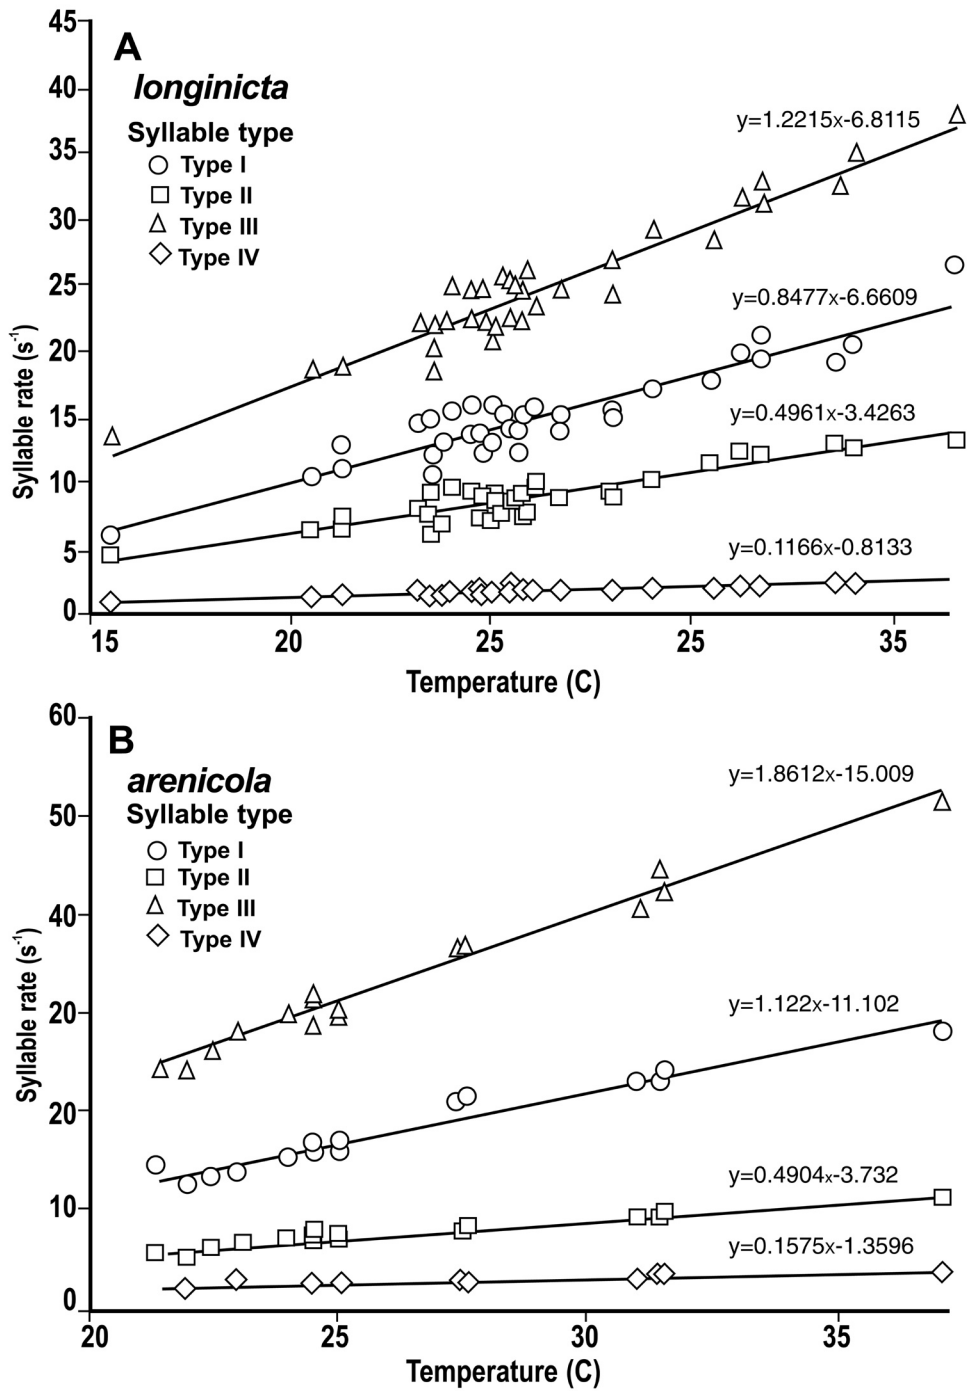 45
A
longinicta
40
Syllable type
y=1.2215x-6.8115
35
Type I
Type II
30
Type III
Type IV
25
y=0.8477x-6.6609
20
15
y=0.4961x-3.4263
10
5
y=0.1166x-0.8133
0
Syllable rate (s-1)
15 20 25 25 35
Temperature (C)
60
B
arenicola
y=1.8612x-15.009
Syllable type
50
Type I
Type II
40
Type III
Type IV
20
y=1.122x-11.102
20
10
y=0.4904x-3.732
y=0.1575x-1.3596
0
Syllable rate (s-1)
20 25 30 35
Temperature (C)